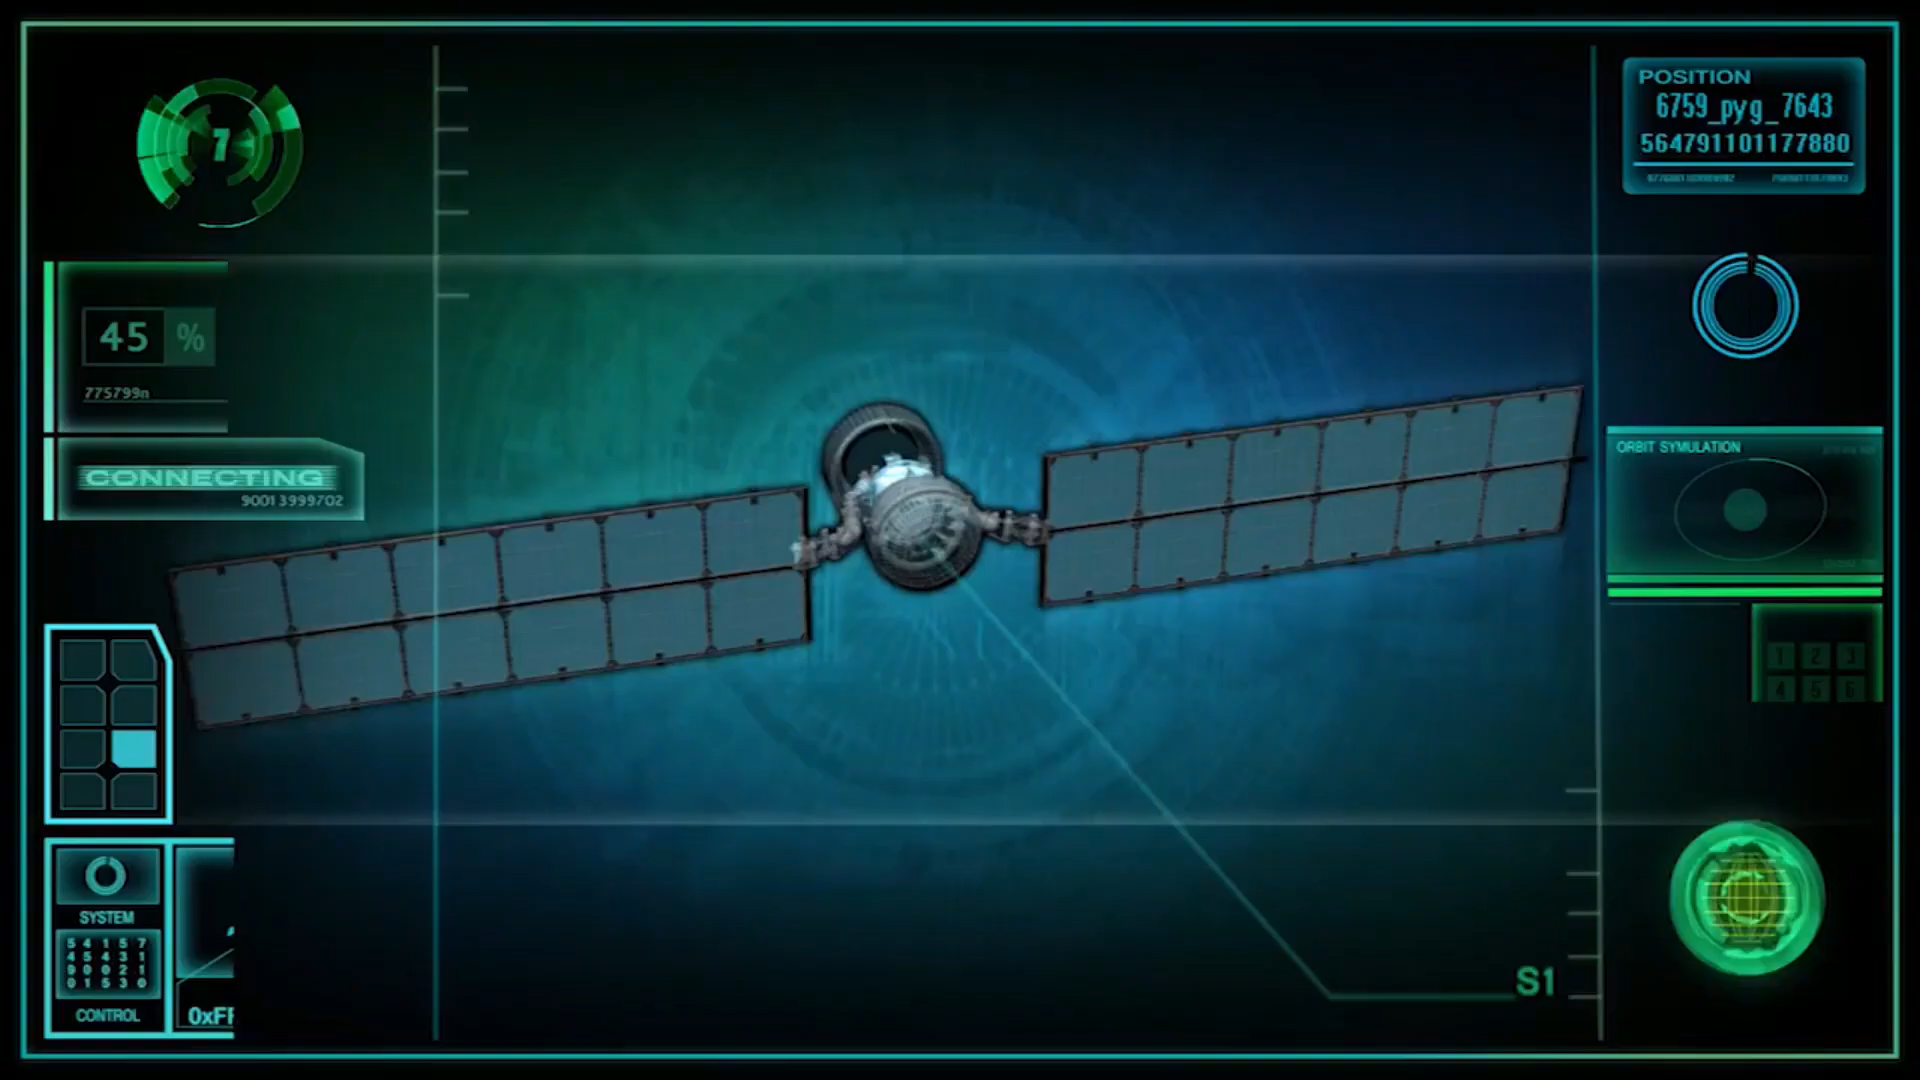 7
POSITION
6759_pyg_7643
564791101177880
45 %
775799n
CONNECTING
90013999702
ORBIT SYMULATION
1 2 3
4 5 6
SYSTEM
5 4 1 5 7
4 5 4 3 1
9 0 0 2 1
0 1 5 3 0
CONTROL
0xFF
S1